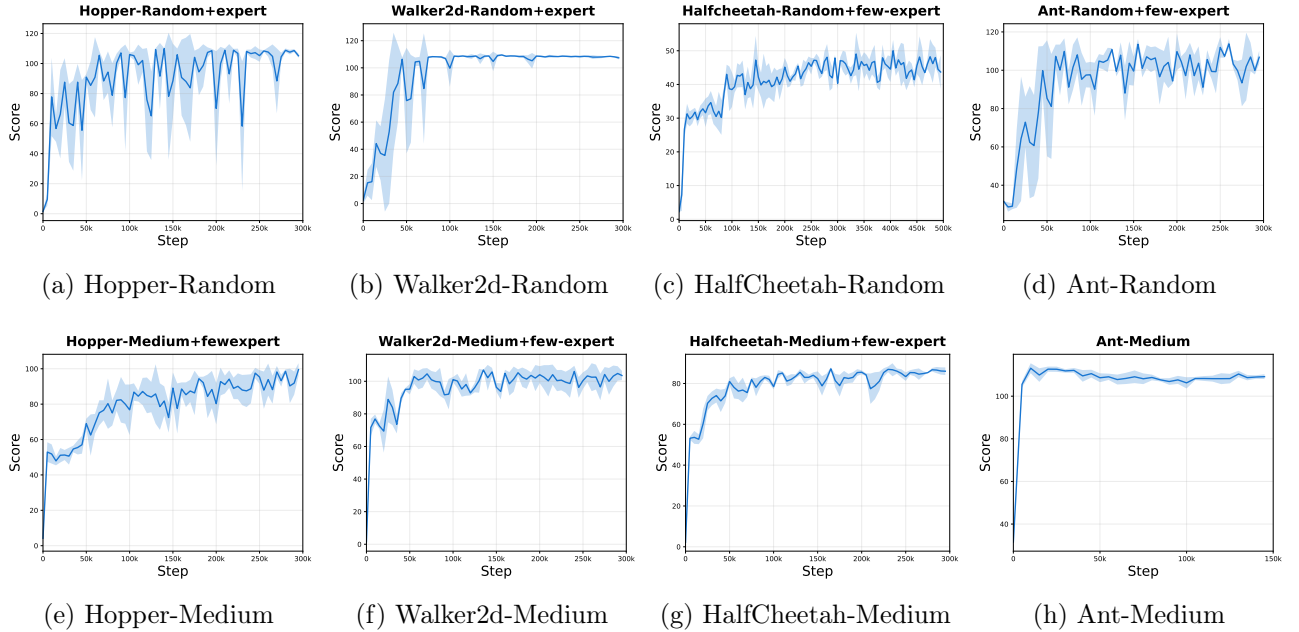 Hopper-Random+expert
Score
120
100
80
60
40
20
0
0 50k 100k 150k 200k 250k 300k
Step
(a) Hopper-Random
Walker2d-Random+expert
Score
120
100
80
60
40
20
0
0 50k 100k 150k 200k 250k 300k
Step
(b) Walker2d-Random
Halfcheetah-Random+few-expert
Score
50
40
30
20
10
0
0 50k 100k 150k 200k 250k 300k 350k 400k 450k 500k
Step
(c) HalfCheetah-Random
Ant-Random+few-expert
Score
120
100
80
60
40
0 50k 100k 150k 200k 250k 300k
Step
(d) Ant-Random
Hopper-Medium+fewexpert
Score
100
80
60
40
20
0
0 50k 100k 150k 200k 250k 300k
Step
(e) Hopper-Medium
Walker2d-Medium+few-expert
Score
100
80
60
40
20
0
0 50k 100k 150k 200k 250k 300k
Step
(f) Walker2d-Medium
Halfcheetah-Medium+few-expert
Score
80
60
40
20
0
0 50k 100k 150k 200k 250k 300k
Step
(g) HalfCheetah-Medium
Ant-Medium
Score
100
80
60
40
0 50k 100k 150k
Step
(h) Ant-Medium